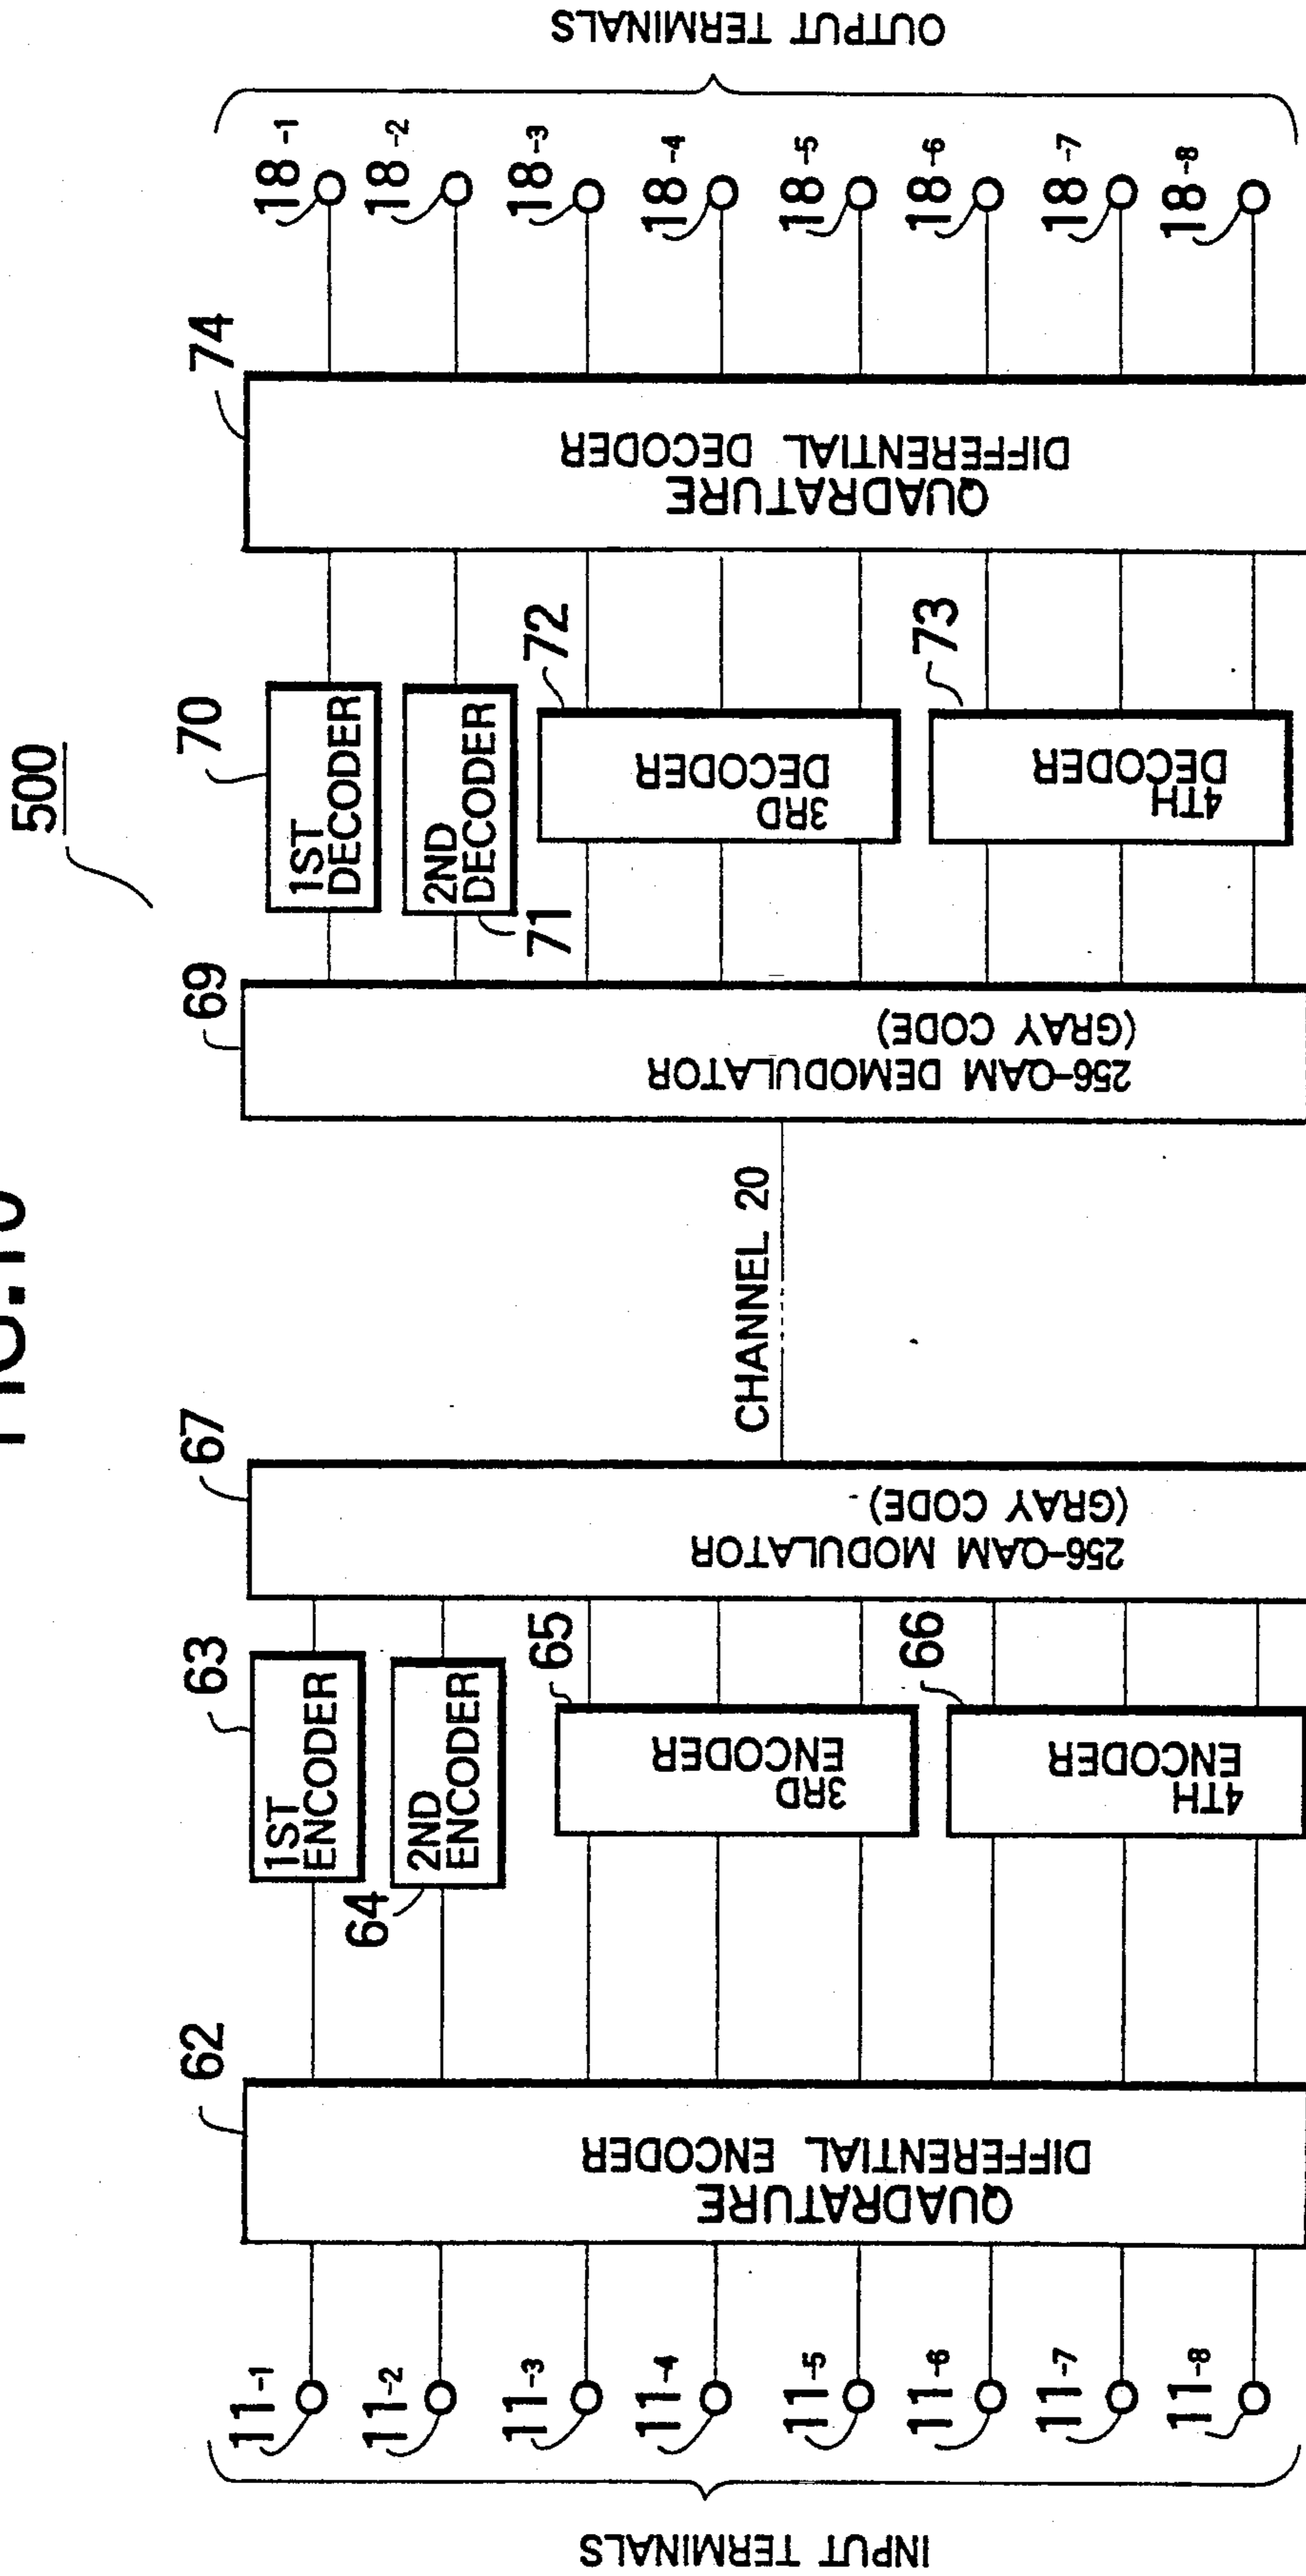 500
INPUT TERMINALS
11-1
11-2
11-3
11-4
11-5
11-6
11-7
11-8
62
QUADRATURE
DIFFERENTIAL ENCODER
63
1ST
ENCODER
64
2ND
ENCODER
65
3RD
ENCODER
66
4TH
ENCODER
67
256-QAM MODULATOR
(GRAY CODE)
CHANNEL 20
69
256-QAM DEMODULATOR
(GRAY CODE)
70
1ST
DECODER
71
2ND
DECODER
72
3RD
DECODER
73
4TH
DECODER
74
QUADRATURE
DIFFERENTIAL DECODER
18-1
18-2
18-3
18-4
18-5
18-6
18-7
18-8
OUTPUT TERMINALS